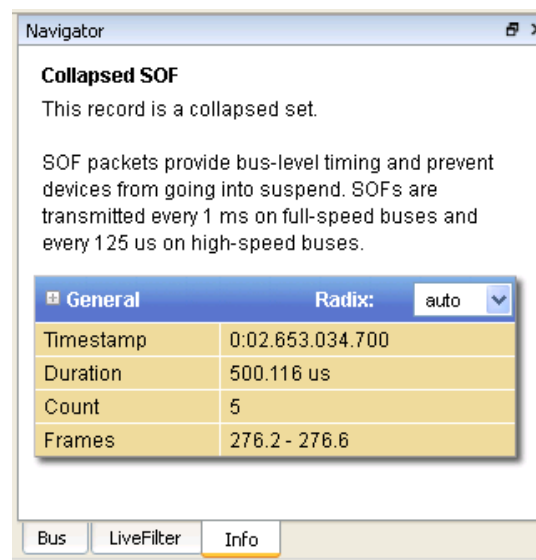 Navigator
Collapsed SOF
This record is a collapsed set.
SOF packets provide bus-level timing and prevent
devices from going into suspend. SOFs are
transmitted every 1 ms on full-speed buses and
every 125 us on high-speed buses.
General Radix: auto
Timestamp 0:02.653.034.700
Duration 500.116 us
Count 5
Frames 276.2 - 276.6
Bus LiveFilter Info